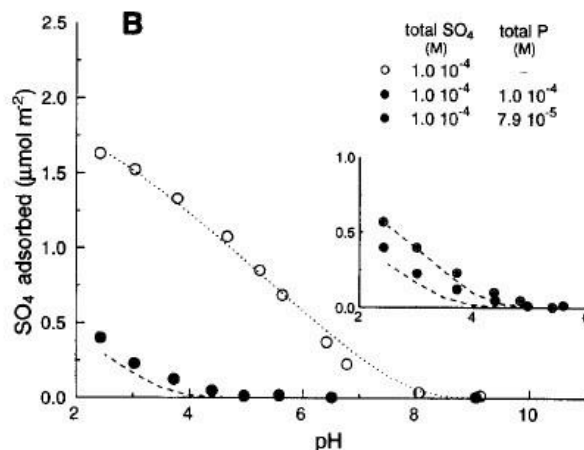 B
total SO₄ total P
(M) (M)
○ 1.0 10⁻⁴ –
● 1.0 10⁻⁴ 1.0 10⁻⁴
● 1.0 10⁻⁴ 7.9 10⁻⁵
SO₄ adsorbed (μmol m⁻²)
2.5
2.0
1.5
1.0
0.5
0.0
2 4 6 8 10
pH
1.0
0.5
0.0
2 4 6